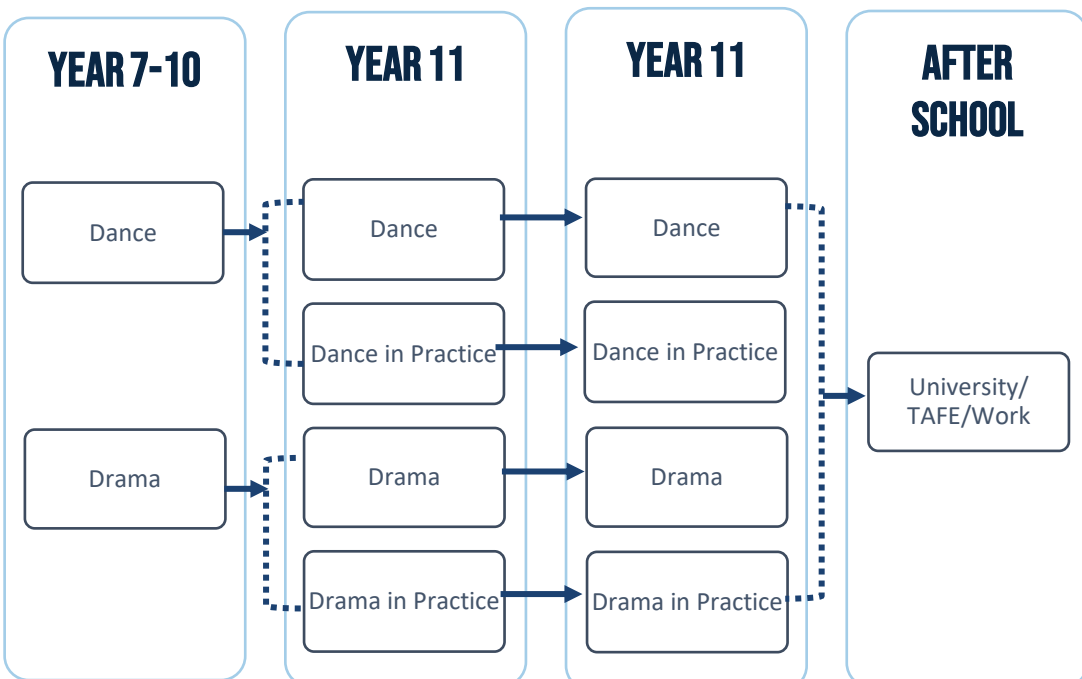 YEAR 7-10
Dance
Drama
YEAR 11
Dance
Dance in Practice
Drama
Drama in Practice
YEAR 11
Dance
Dance in Practice
Drama
Drama in Practice
AFTER
SCHOOL
University/
TAFE/Work